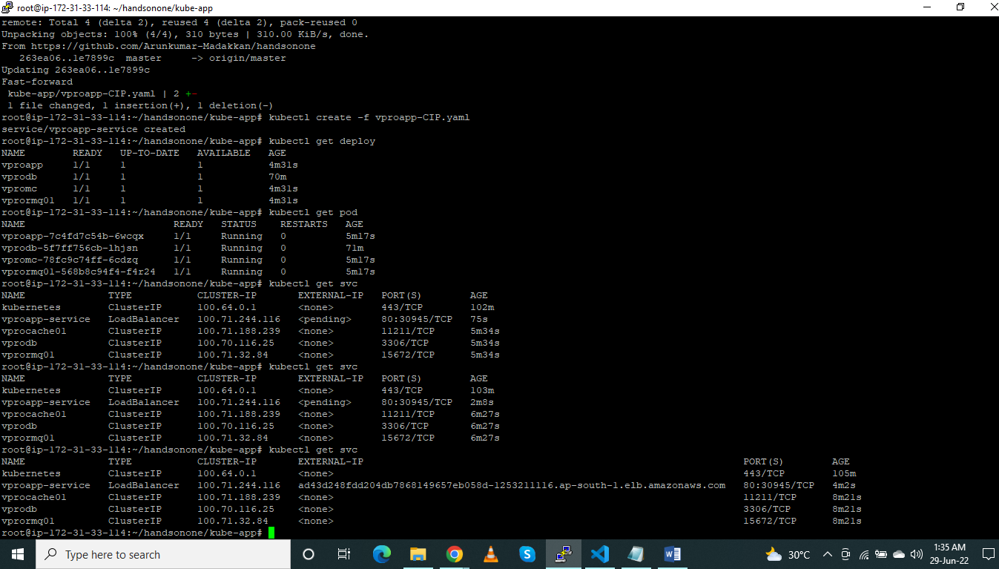 root@ip-172-31-33-114: ~/handsonone/kube-app
remote: Total 4 (delta 2), reused 4 (delta 2), pack-reused 0
Unpacking objects: 100% (4/4), 310 bytes | 310.00 KiB/s, done.
From https://github.com/Arunkumar-Madakkan/handsonone
   263ea06..1e7899c  master     -> origin/master
Updating 263ea06..1e7899c
Fast-forward
 kube-app/vproapp-CIP.yaml | 2 +-
 1 file changed, 1 insertion(+), 1 deletion(-)
root@ip-172-31-33-114:~/handsonone/kube-app# kubectl create -f vproapp-CIP.yaml
service/vproapp-service created
root@ip-172-31-33-114:~/handsonone/kube-app# kubectl get deploy
NAME        READY   UP-TO-DATE   AVAILABLE   AGE
vproapp     1/1     1            1           4m31s
vprodb      1/1     1            1           70m
vpromc      1/1     1            1           4m31s
vprormq01   1/1     1            1           4m31s
root@ip-172-31-33-114:~/handsonone/kube-app# kubectl get pod
NAME                         READY   STATUS    RESTARTS   AGE
vproapp-7c4fd7c54b-6wcqx     1/1     Running   0          5m17s
vprodb-5f7ff756cb-lhjsn      1/1     Running   0          71m
vpromc-78fc9c74ff-6cdzq      1/1     Running   0          5m17s
vprormq01-568b8c94f4-f4r24   1/1     Running   0          5m17s
root@ip-172-31-33-114:~/handsonone/kube-app# kubectl get svc
NAME              TYPE           CLUSTER-IP       EXTERNAL-IP   PORT(S)        AGE
kubernetes        ClusterIP      100.64.0.1       <none>        443/TCP        102m
vproapp-service   LoadBalancer   100.71.244.116   <pending>     80:30945/TCP   75s
vprocache01       ClusterIP      100.71.188.239   <none>        11211/TCP      5m34s
vprodb            ClusterIP      100.70.116.25    <none>        3306/TCP       5m34s
vprormq01         ClusterIP      100.71.32.84     <none>        15672/TCP      5m34s
root@ip-172-31-33-114:~/handsonone/kube-app# kubectl get svc
NAME              TYPE           CLUSTER-IP       EXTERNAL-IP   PORT(S)        AGE
kubernetes        ClusterIP      100.64.0.1       <none>        443/TCP        103m
vproapp-service   LoadBalancer   100.71.244.116   <pending>     80:30945/TCP   2m8s
vprocache01       ClusterIP      100.71.188.239   <none>        11211/TCP      6m27s
vprodb            ClusterIP      100.70.116.25    <none>        3306/TCP       6m27s
vprormq01         ClusterIP      100.71.32.84     <none>        15672/TCP      6m27s
root@ip-172-31-33-114:~/handsonone/kube-app# kubectl get svc
NAME              TYPE           CLUSTER-IP       EXTERNAL-IP                                                                PORT(S)        AGE
kubernetes        ClusterIP      100.64.0.1       <none>                                                                     443/TCP        105m
vproapp-service   LoadBalancer   100.71.244.116   ad43d248fdd204db7868149657eb058d-1253211116.ap-south-1.elb.amazonaws.com   80:30945/TCP   4m2s
vprocache01       ClusterIP      100.71.188.239   <none>                                                                     11211/TCP      8m21s
vprodb            ClusterIP      100.70.116.25    <none>                                                                     3306/TCP       8m21s
vprormq01         ClusterIP      100.71.32.84     <none>                                                                     15672/TCP      8m21s
root@ip-172-31-33-114:~/handsonone/kube-app#
Type here to search
30°C
1:35 AM
29-Jun-22